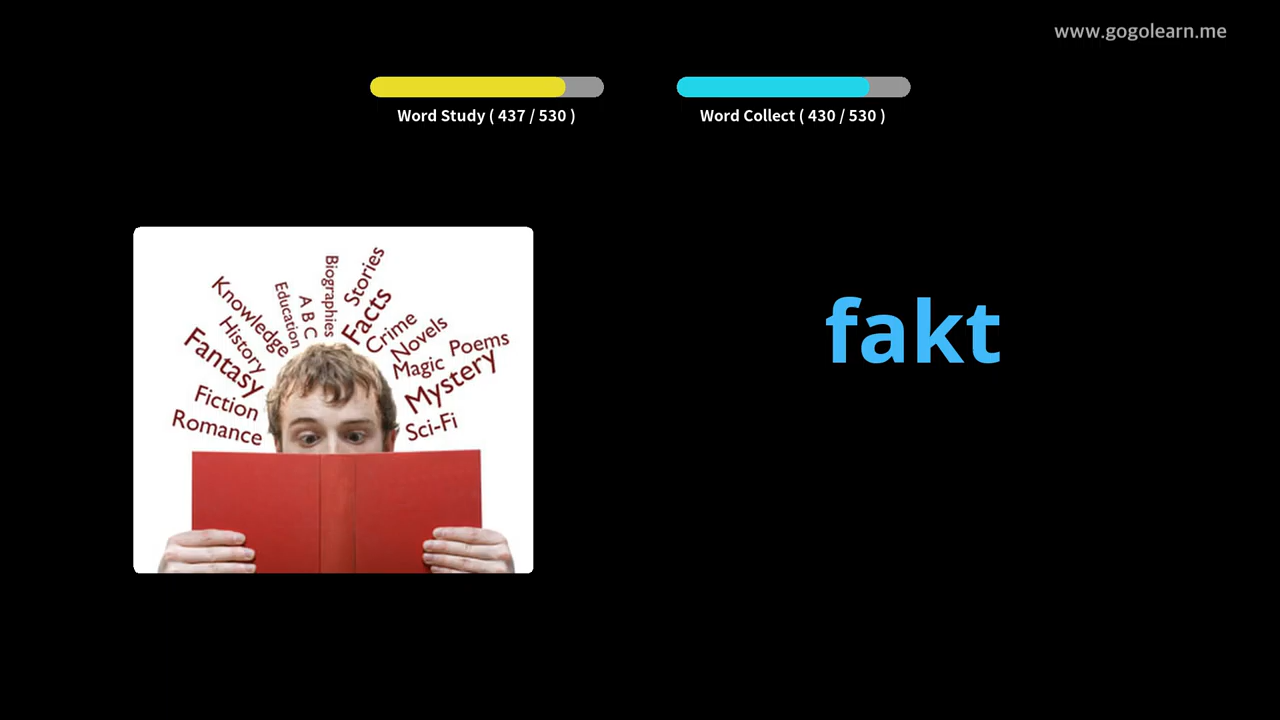 www.gogolearn.me
Word Study ( 437 / 530 )
Word Collect ( 430 / 530 )
Knowledge
Education
A B C
Biographies
Stories
Facts
Crime
Novels
Poems
History
Fantasy
Magic
Mystery
Fiction
Romance
Sci-Fi
fakt